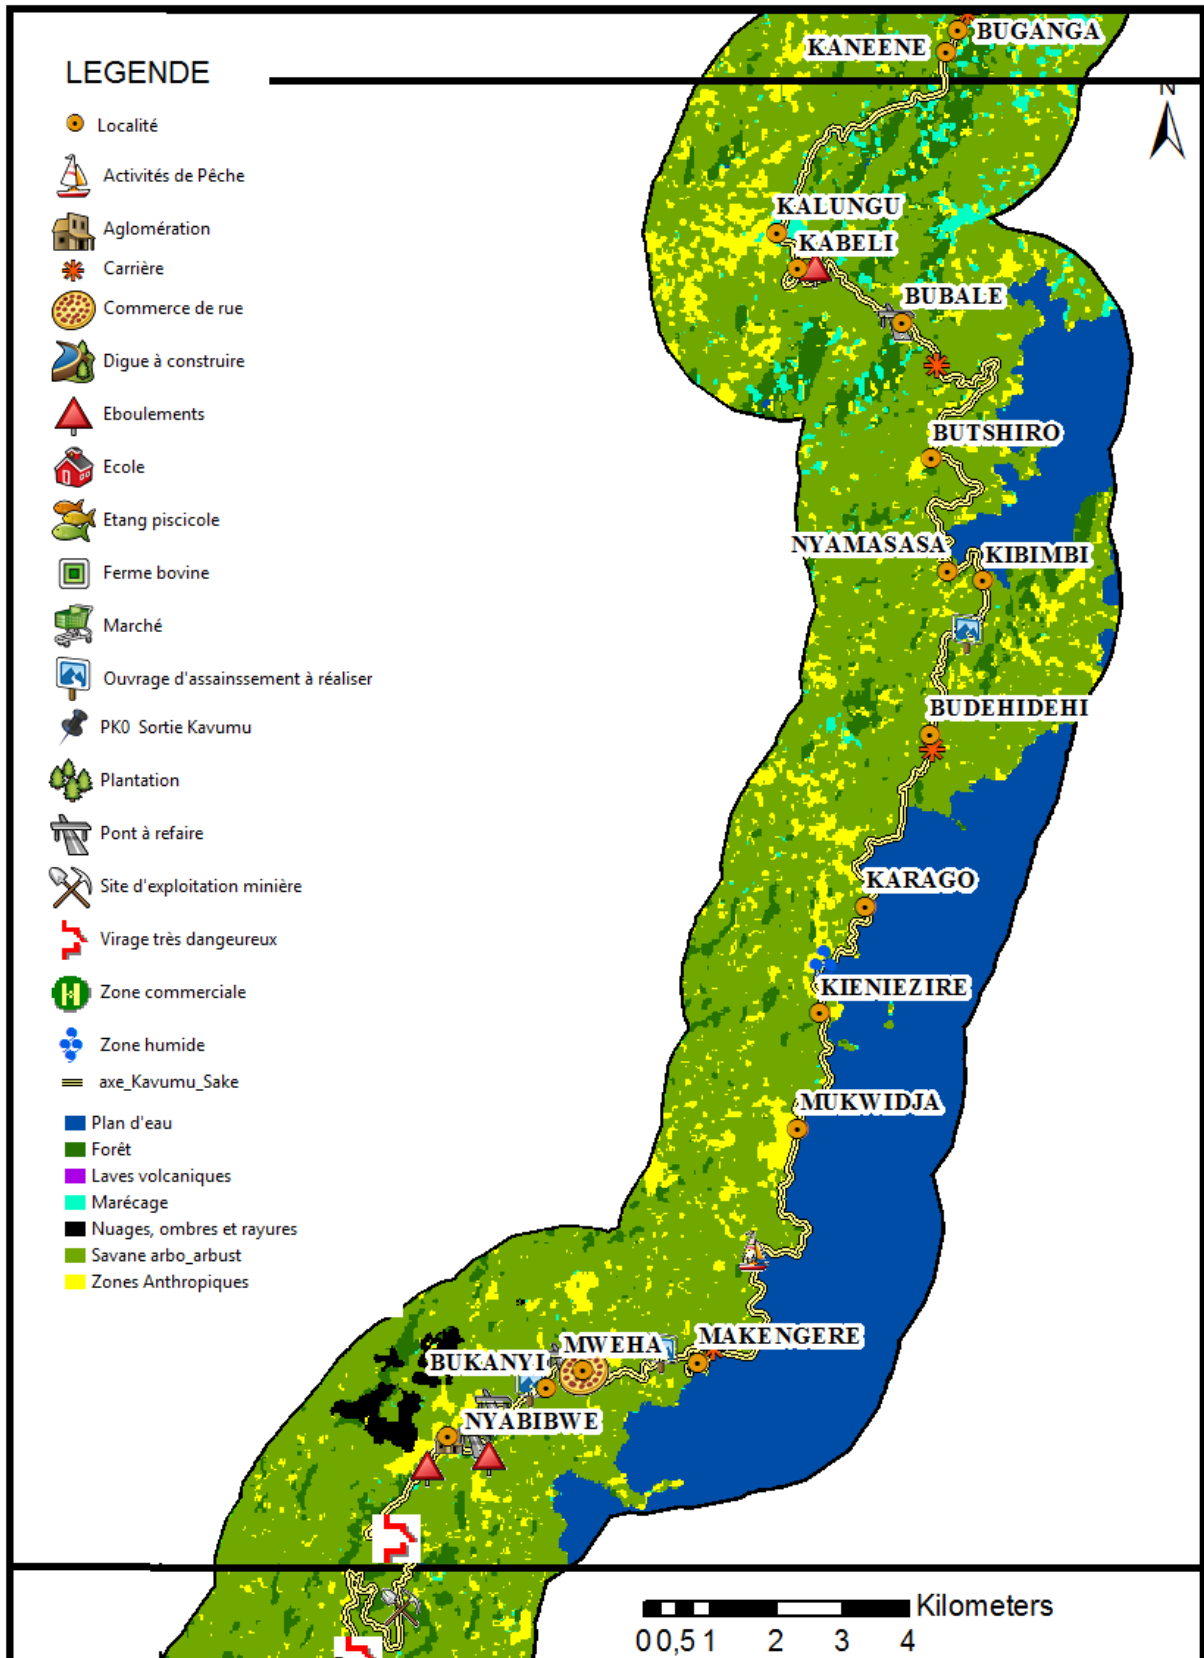 BUGANGA
KANEENE
LEGENDE
N
Localité
Activités de Pêche
Aglomération
Carrière
Commerce de rue
Digue à construire
Eboulements
Ecole
Etang piscicole
Ferme bovine
Marché
Ouvrage d'assainssement à réaliser
PK0 Sortie Kavumu
Plantation
Pont à refaire
Site d'exploitation minière
Virage très dangeureux
Zone commerciale
Zone humide
axe_Kavumu_Sake
Plan d'eau
Forêt
Laves volcaniques
Marécage
Nuages, ombres et rayures
Savane arbo_arbust
Zones Anthropiques
KALUNGU
KABELI
BUBALE
BUTSHIRO
NYAMASASA
KIBIMBI
BUDEHIDEHI
KARAGO
KIENIEZIRE
MUKWIDJA
MAKENGERE
MWEHA
BUKANYI
NYABIBWE
Kilometers
0 0,5 1 2 3 4